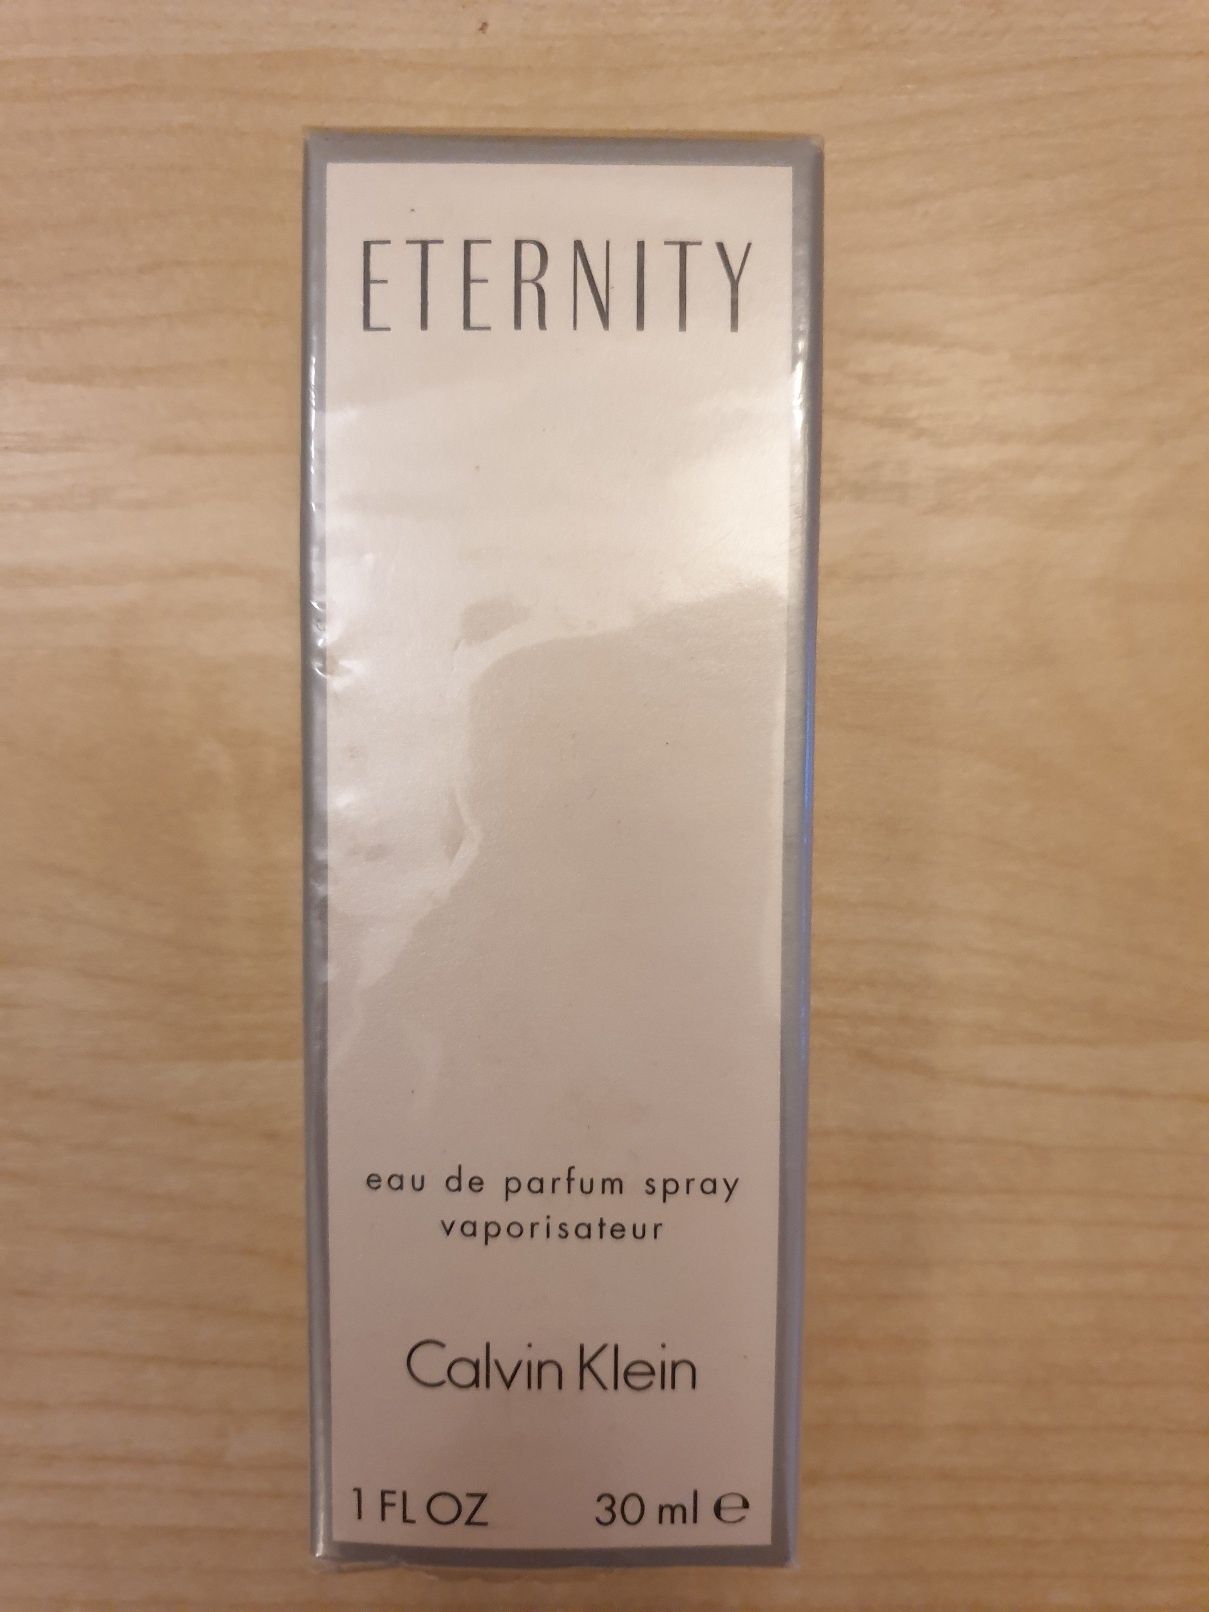 ETERNITY
eau de parfum spray
vaporisateur
Calvin Klein
1 FL OZ 30 ml ℮